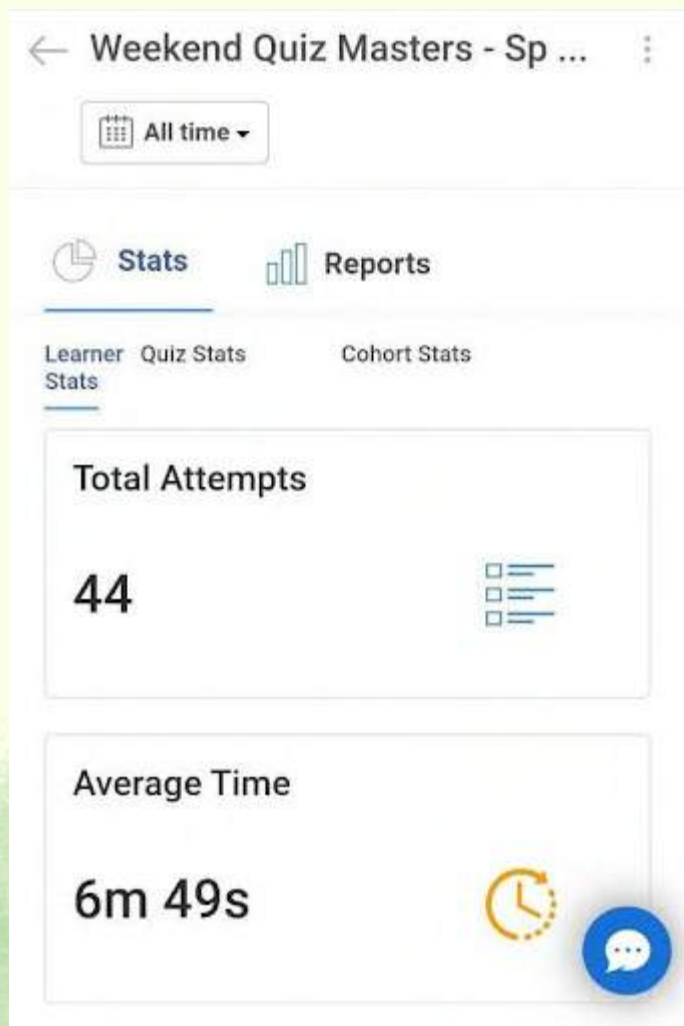 Weekend Quiz Masters - Sp ...
All time
Stats
Reports
Learner Stats
Quiz Stats
Cohort Stats
Total Attempts
44
Average Time
6m 49s